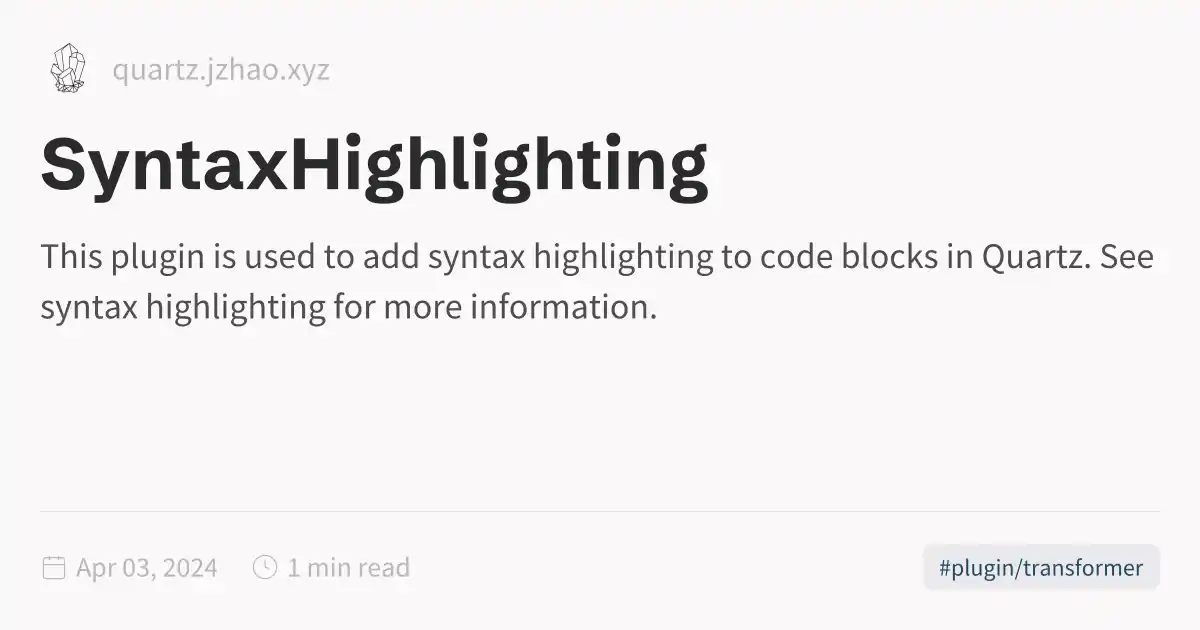 quartz.jzhao.xyz
SyntaxHighlighting
This plugin is used to add syntax highlighting to code blocks in Quartz. See
syntax highlighting for more information.
Apr 03, 2024
1 min read
#plugin/transformer